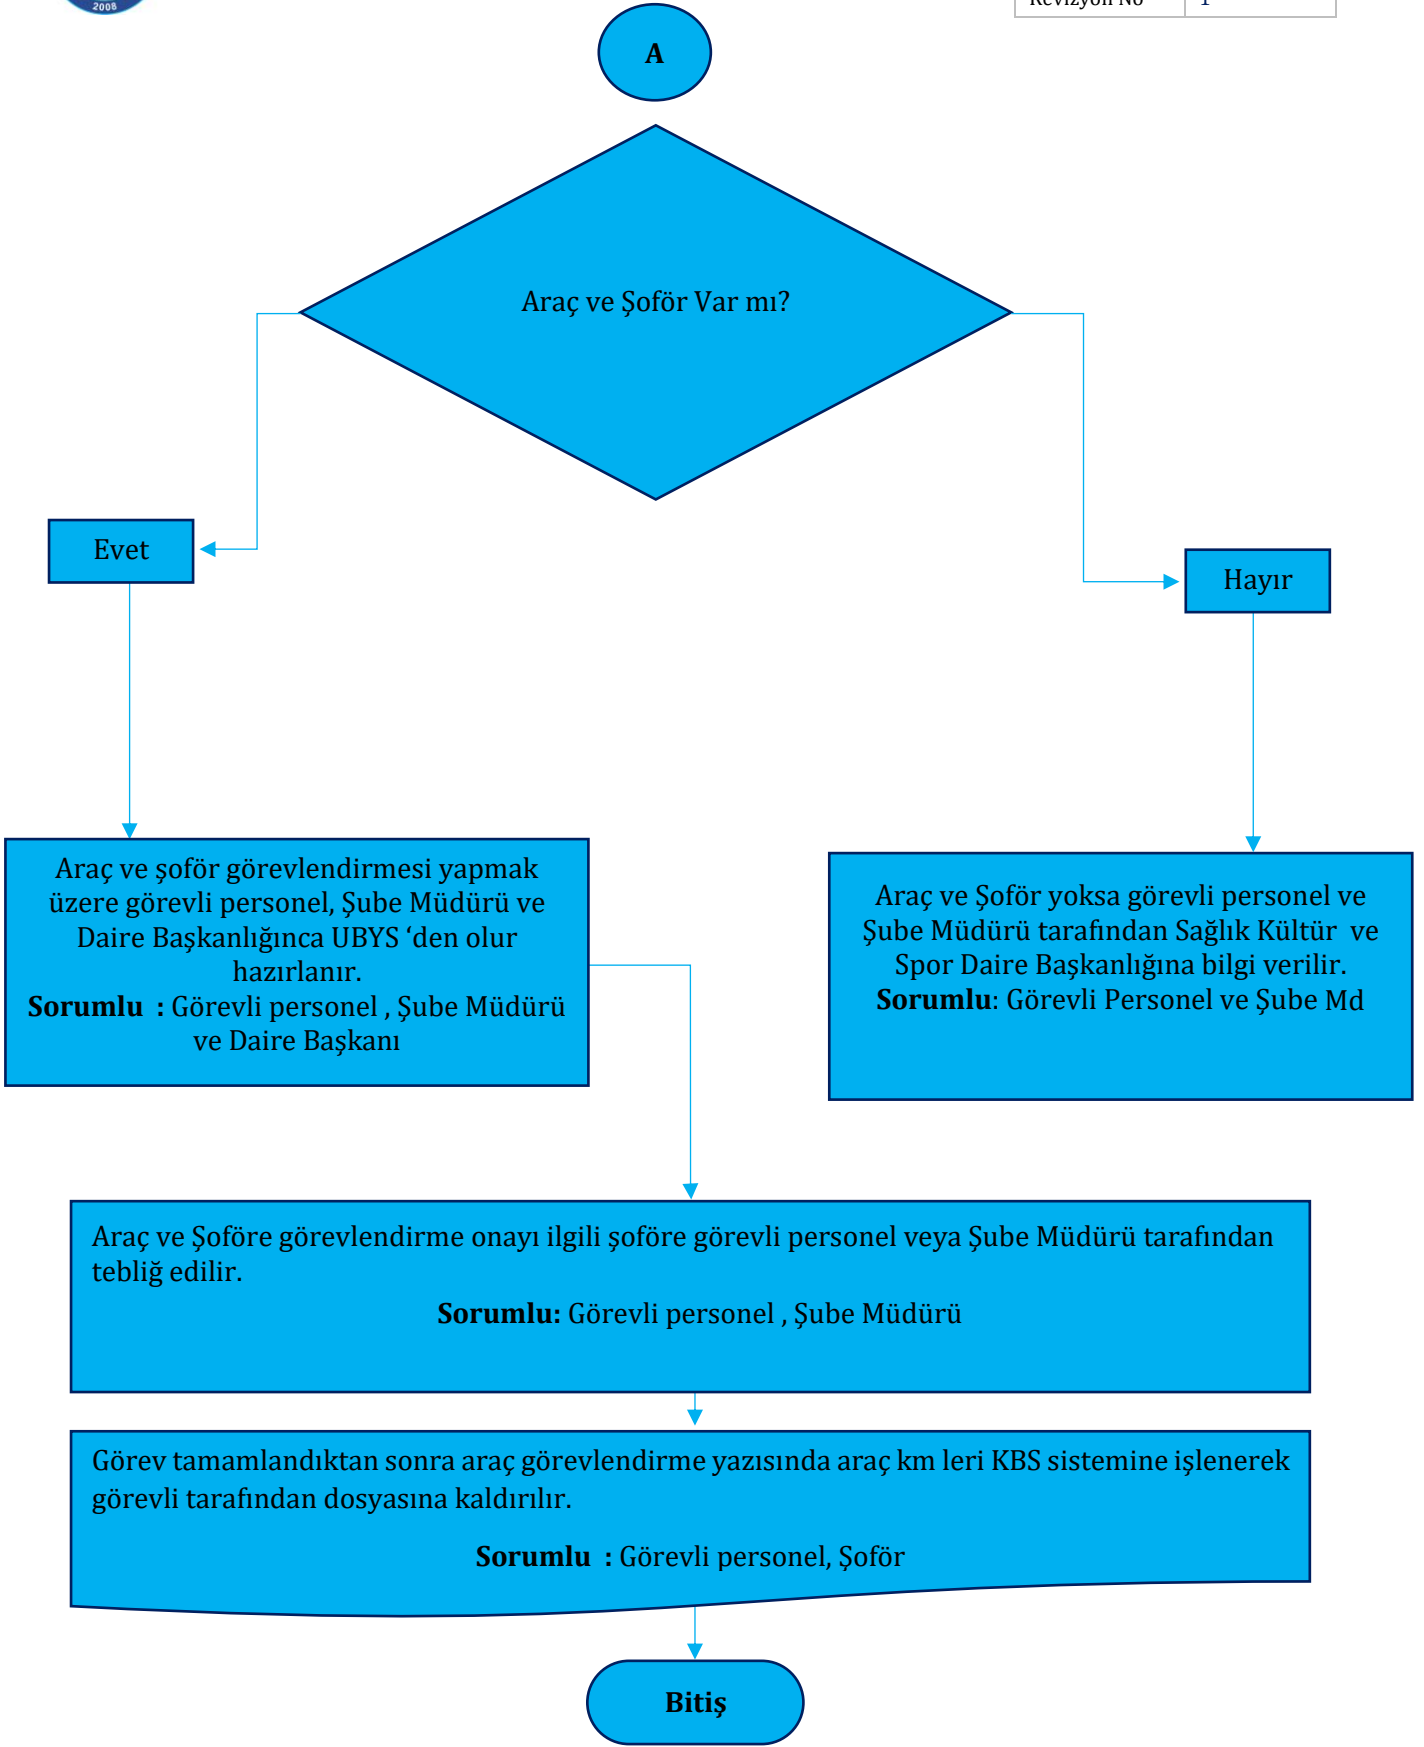 2008
Revizyon No 1
A
Araç ve Şoför Var mı?
Evet
Hayır
Araç ve şoför görevlendirmesi yapmak
üzere görevli personel, Şube Müdürü ve
Daire Başkanlığınca UBYS ‘den olur
hazırlanır.
Sorumlu : Görevli personel , Şube Müdürü
ve Daire Başkanı
Araç ve Şoför yoksa görevli personel ve
Şube Müdürü tarafından Sağlık Kültür ve
Spor Daire Başkanlığına bilgi verilir.
Sorumlu: Görevli Personel ve Şube Md
Araç ve Şoföre görevlendirme onayı ilgili şoföre görevli personel veya Şube Müdürü tarafından
tebliğ edilir.
Sorumlu: Görevli personel , Şube Müdürü
Görev tamamlandıktan sonra araç görevlendirme yazısında araç km leri KBS sistemine işlenerek
görevli tarafından dosyasına kaldırılır.
Sorumlu : Görevli personel, Şoför
Bitiş